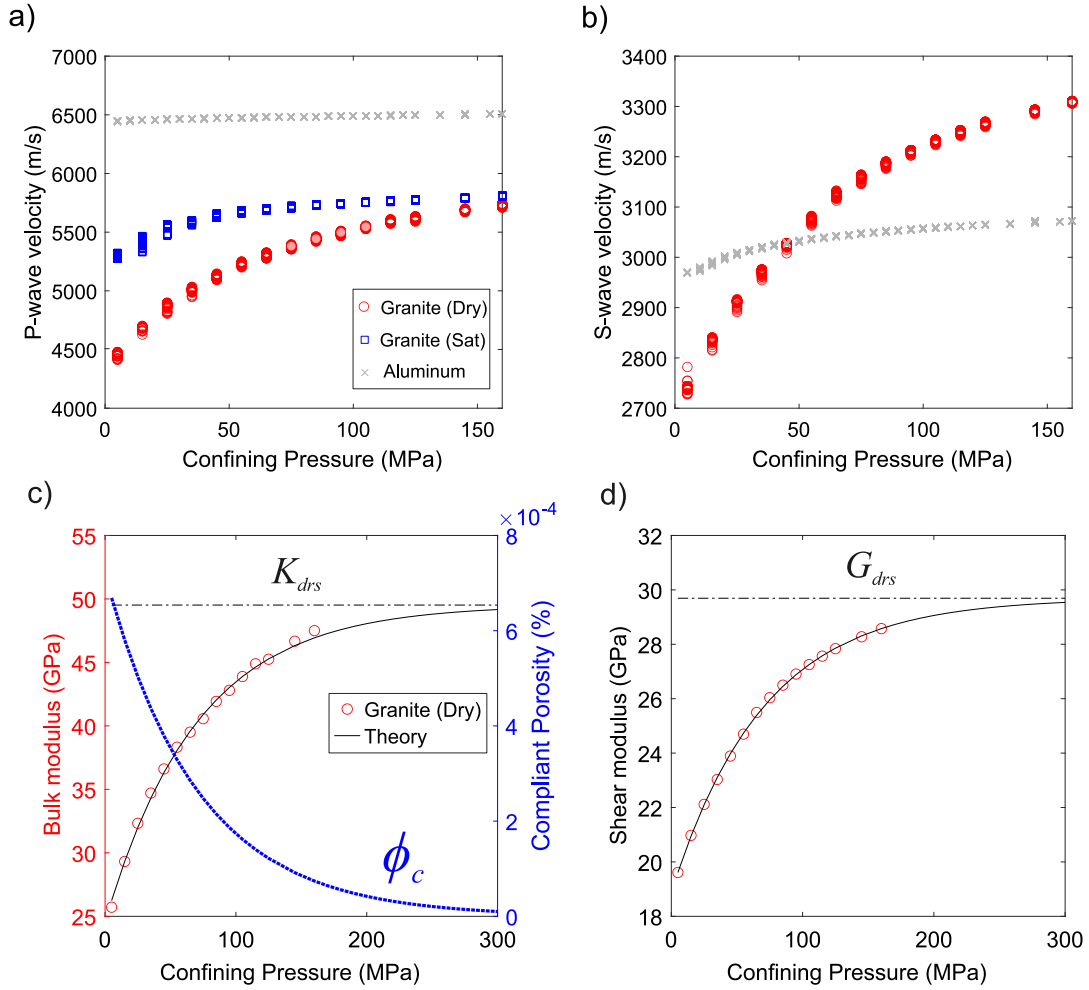 a)
7000
6500
6000
5500
5000
4500
4000
P-wave velocity (m/s)
0
50
100
150
Confining Pressure (MPa)
Granite (Dry)
Granite (Sat)
Aluminum
b)
3300
3200
3100
3000
2900
2800
2700
S-wave velocity (m/s)
0
50
100
150
Confining Pressure (MPa)
c)
×10⁻⁴
55
50
45
40
35
30
25
Bulk modulus (GPa)
8
6
4
2
0
Compliant Porosity (%)
K_drs
Granite (Dry)
Theory
ϕ_c
0
100
200
300
Confining Pressure (MPa)
d)
32
30
28
26
24
22
20
18
Shear modulus (GPa)
G_drs
0
100
200
300
Confining Pressure (MPa)